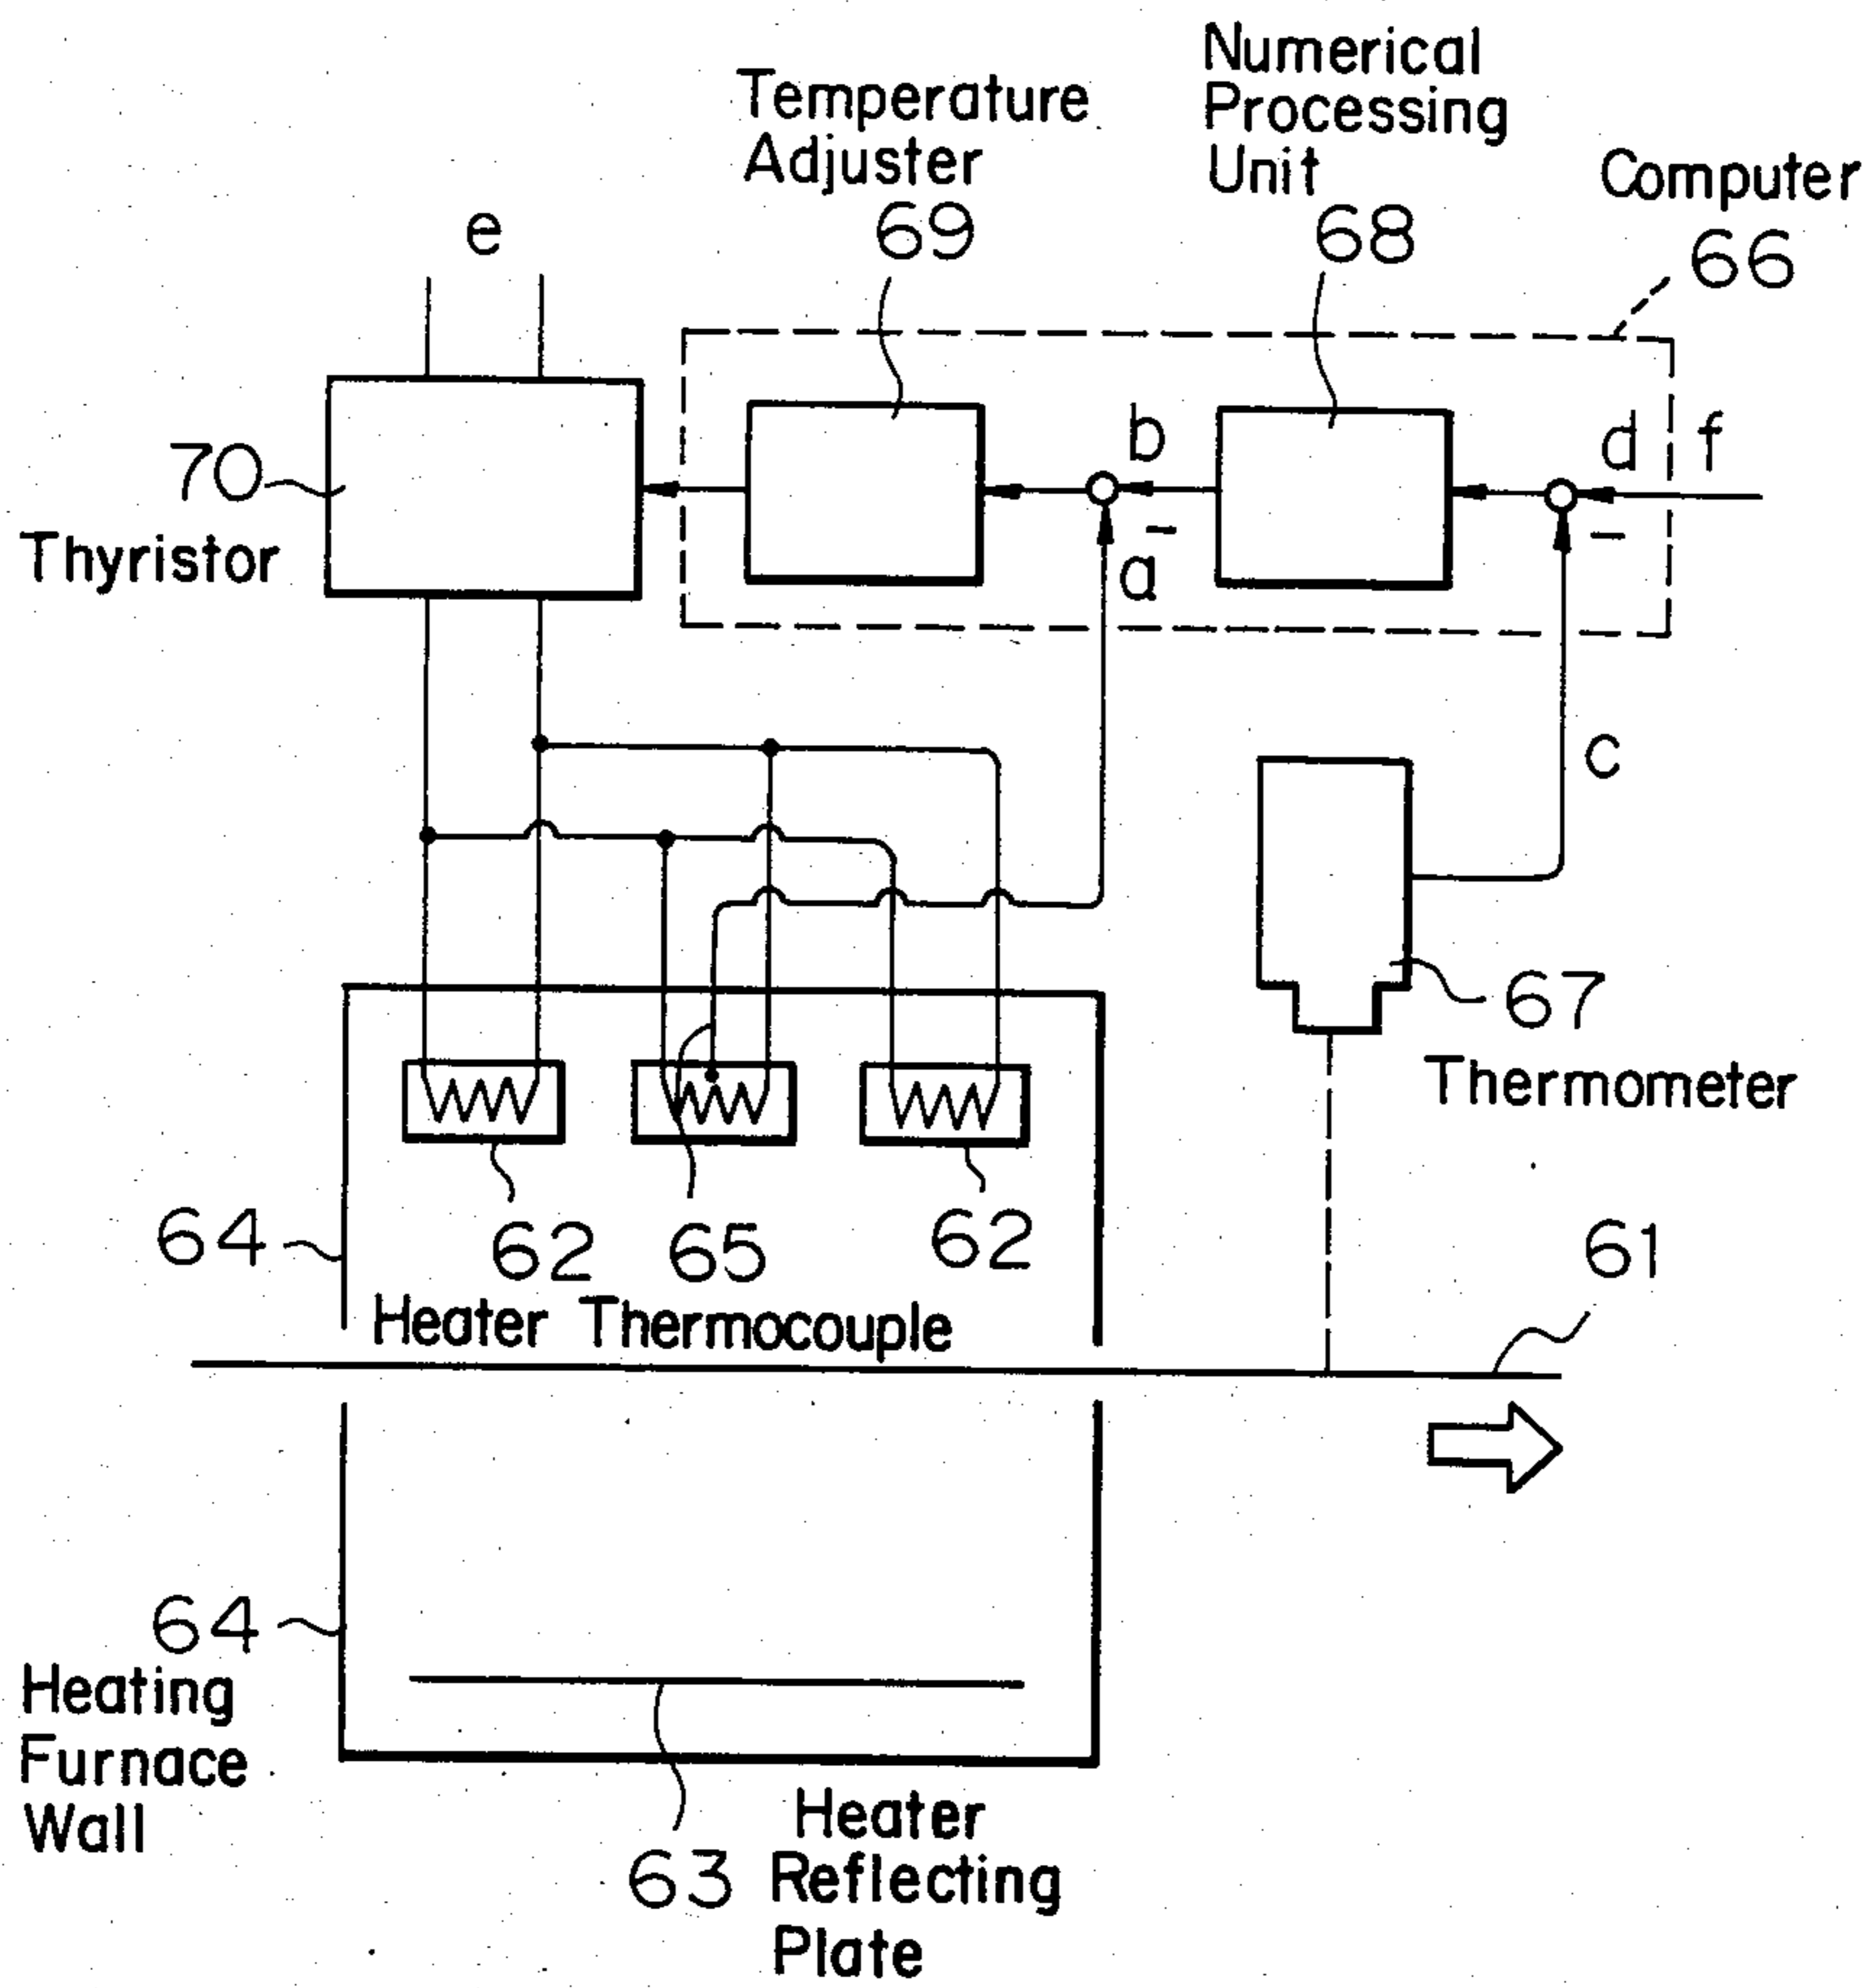 Numerical
Processing
Unit
68
Temperature
Adjuster
69
Computer
66
e
b
d
f
70
Thyristor
-
-
a
c
67
Thermometer
64
62
65
62
61
Heater
Thermocouple
64
Heating
Furnace
Wall
63
Heater
Reflecting
Plate